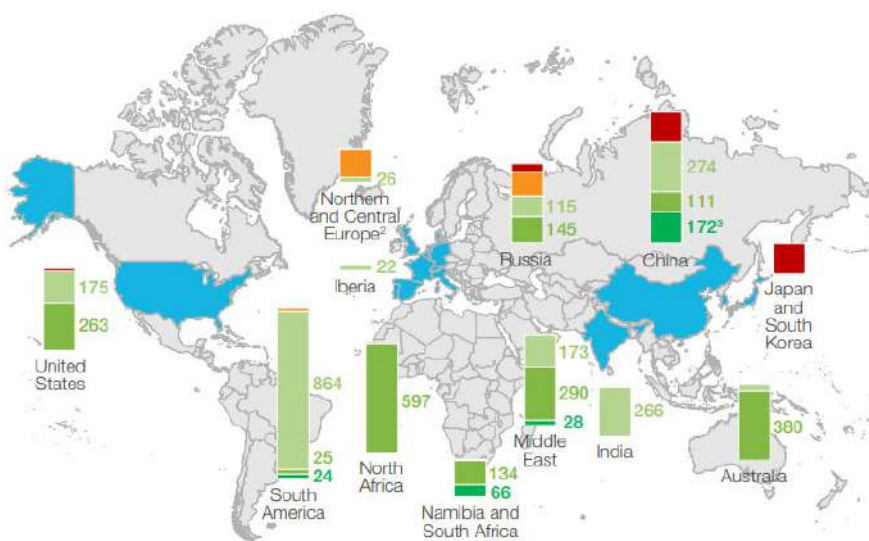 274
26
Northern
and Central
Europe²
115
111
145
172³
Russia
China
22
Iberia
175
263
United
States
Japan
and
South
Korea
864
597
173
290
266
28
380
25
24
Middle
East
India
North
Africa
134
66
Australia
South
America
Namibia and
South Africa